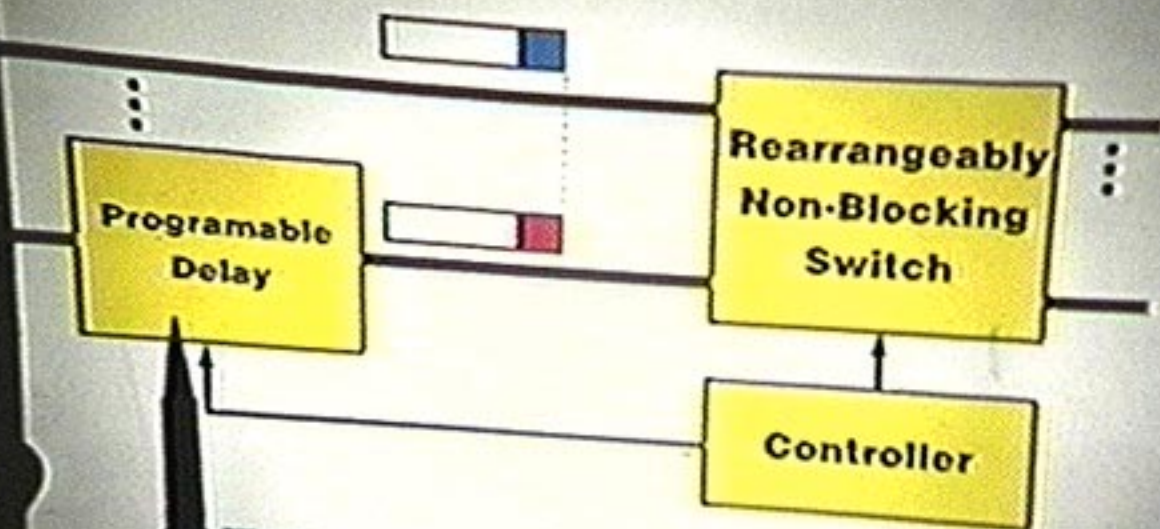 Programable
Delay
Rearrangeably
Non-Blocking
Switch
Controller